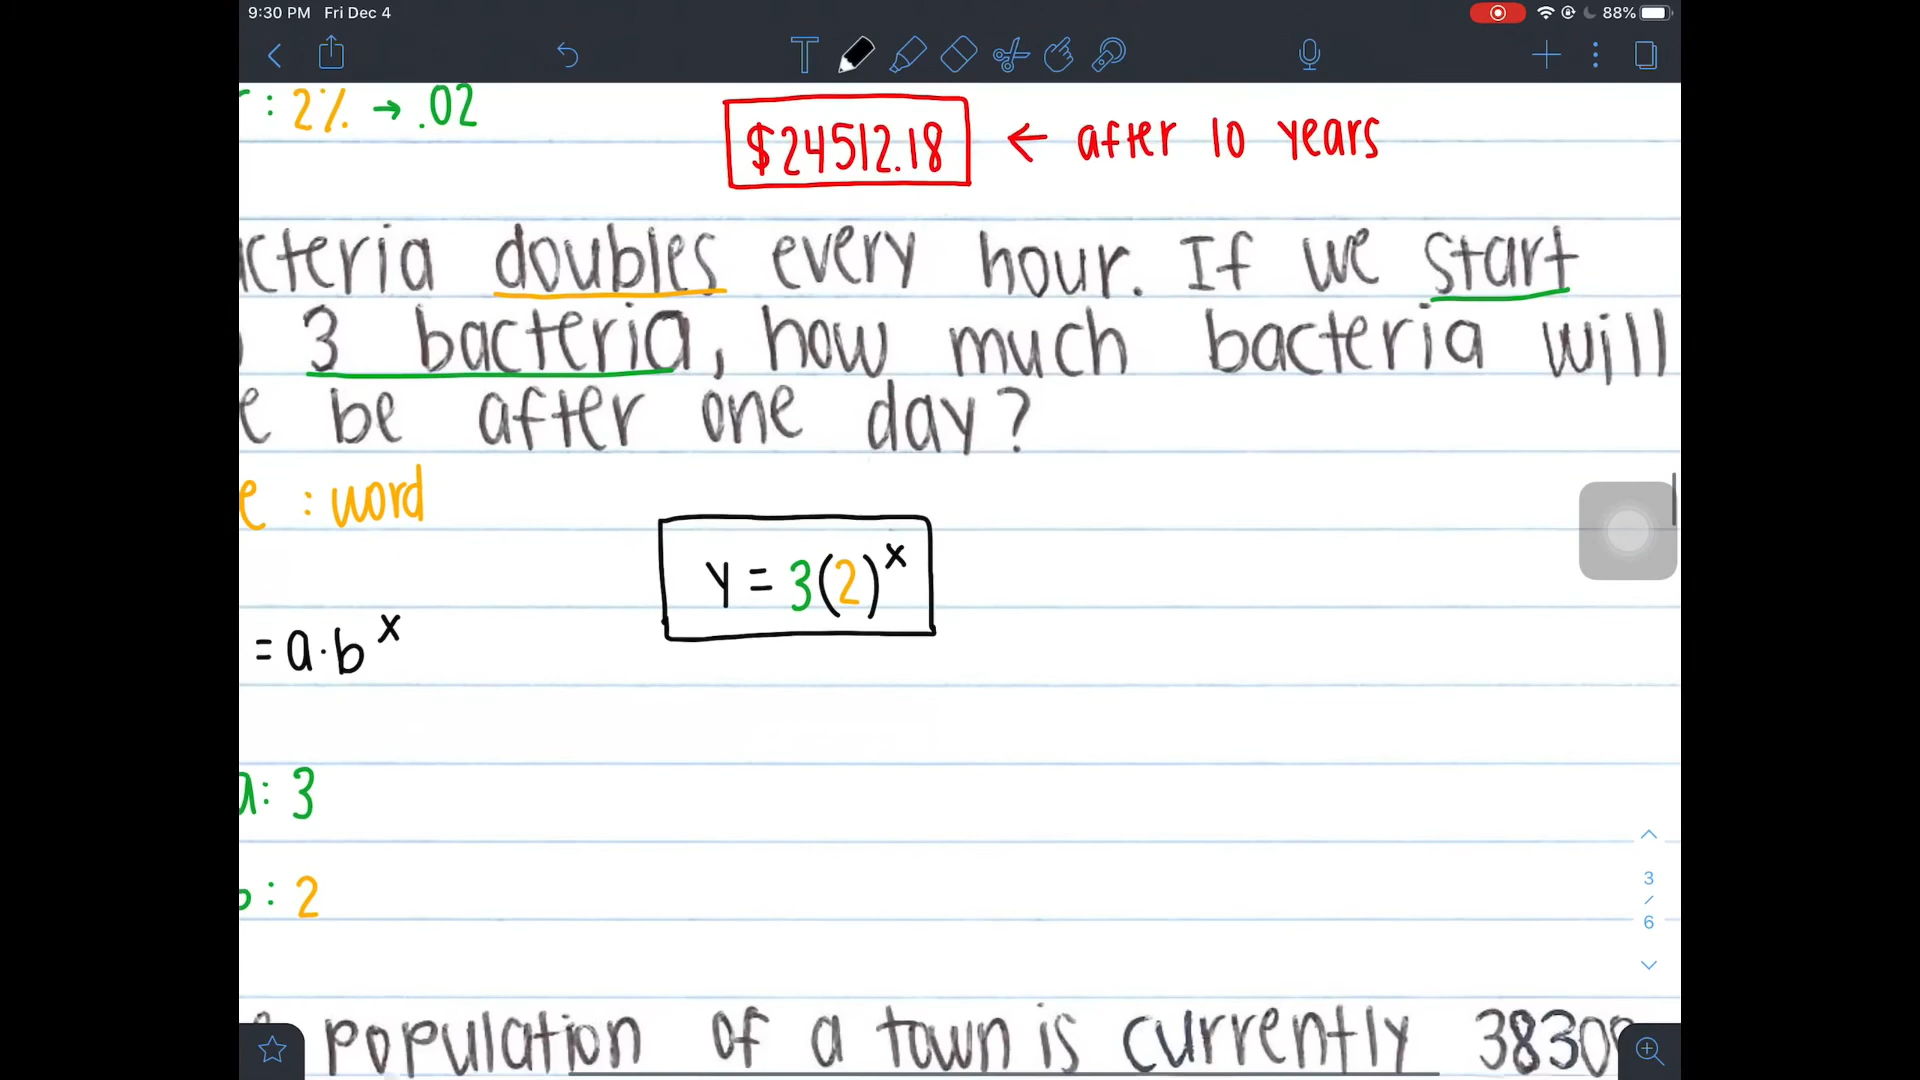 9:30 PM Fri Dec 4
88%
: 2% → .02
$24512.18 ← after 10 years
cteria doubles every hour. If we start
3 bacteria, how much bacteria will
e be after one day?
e : word
y = 3(2)^x
= a·b^x
a: 3
b: 2
population of a town is currently 38300
3
/
6